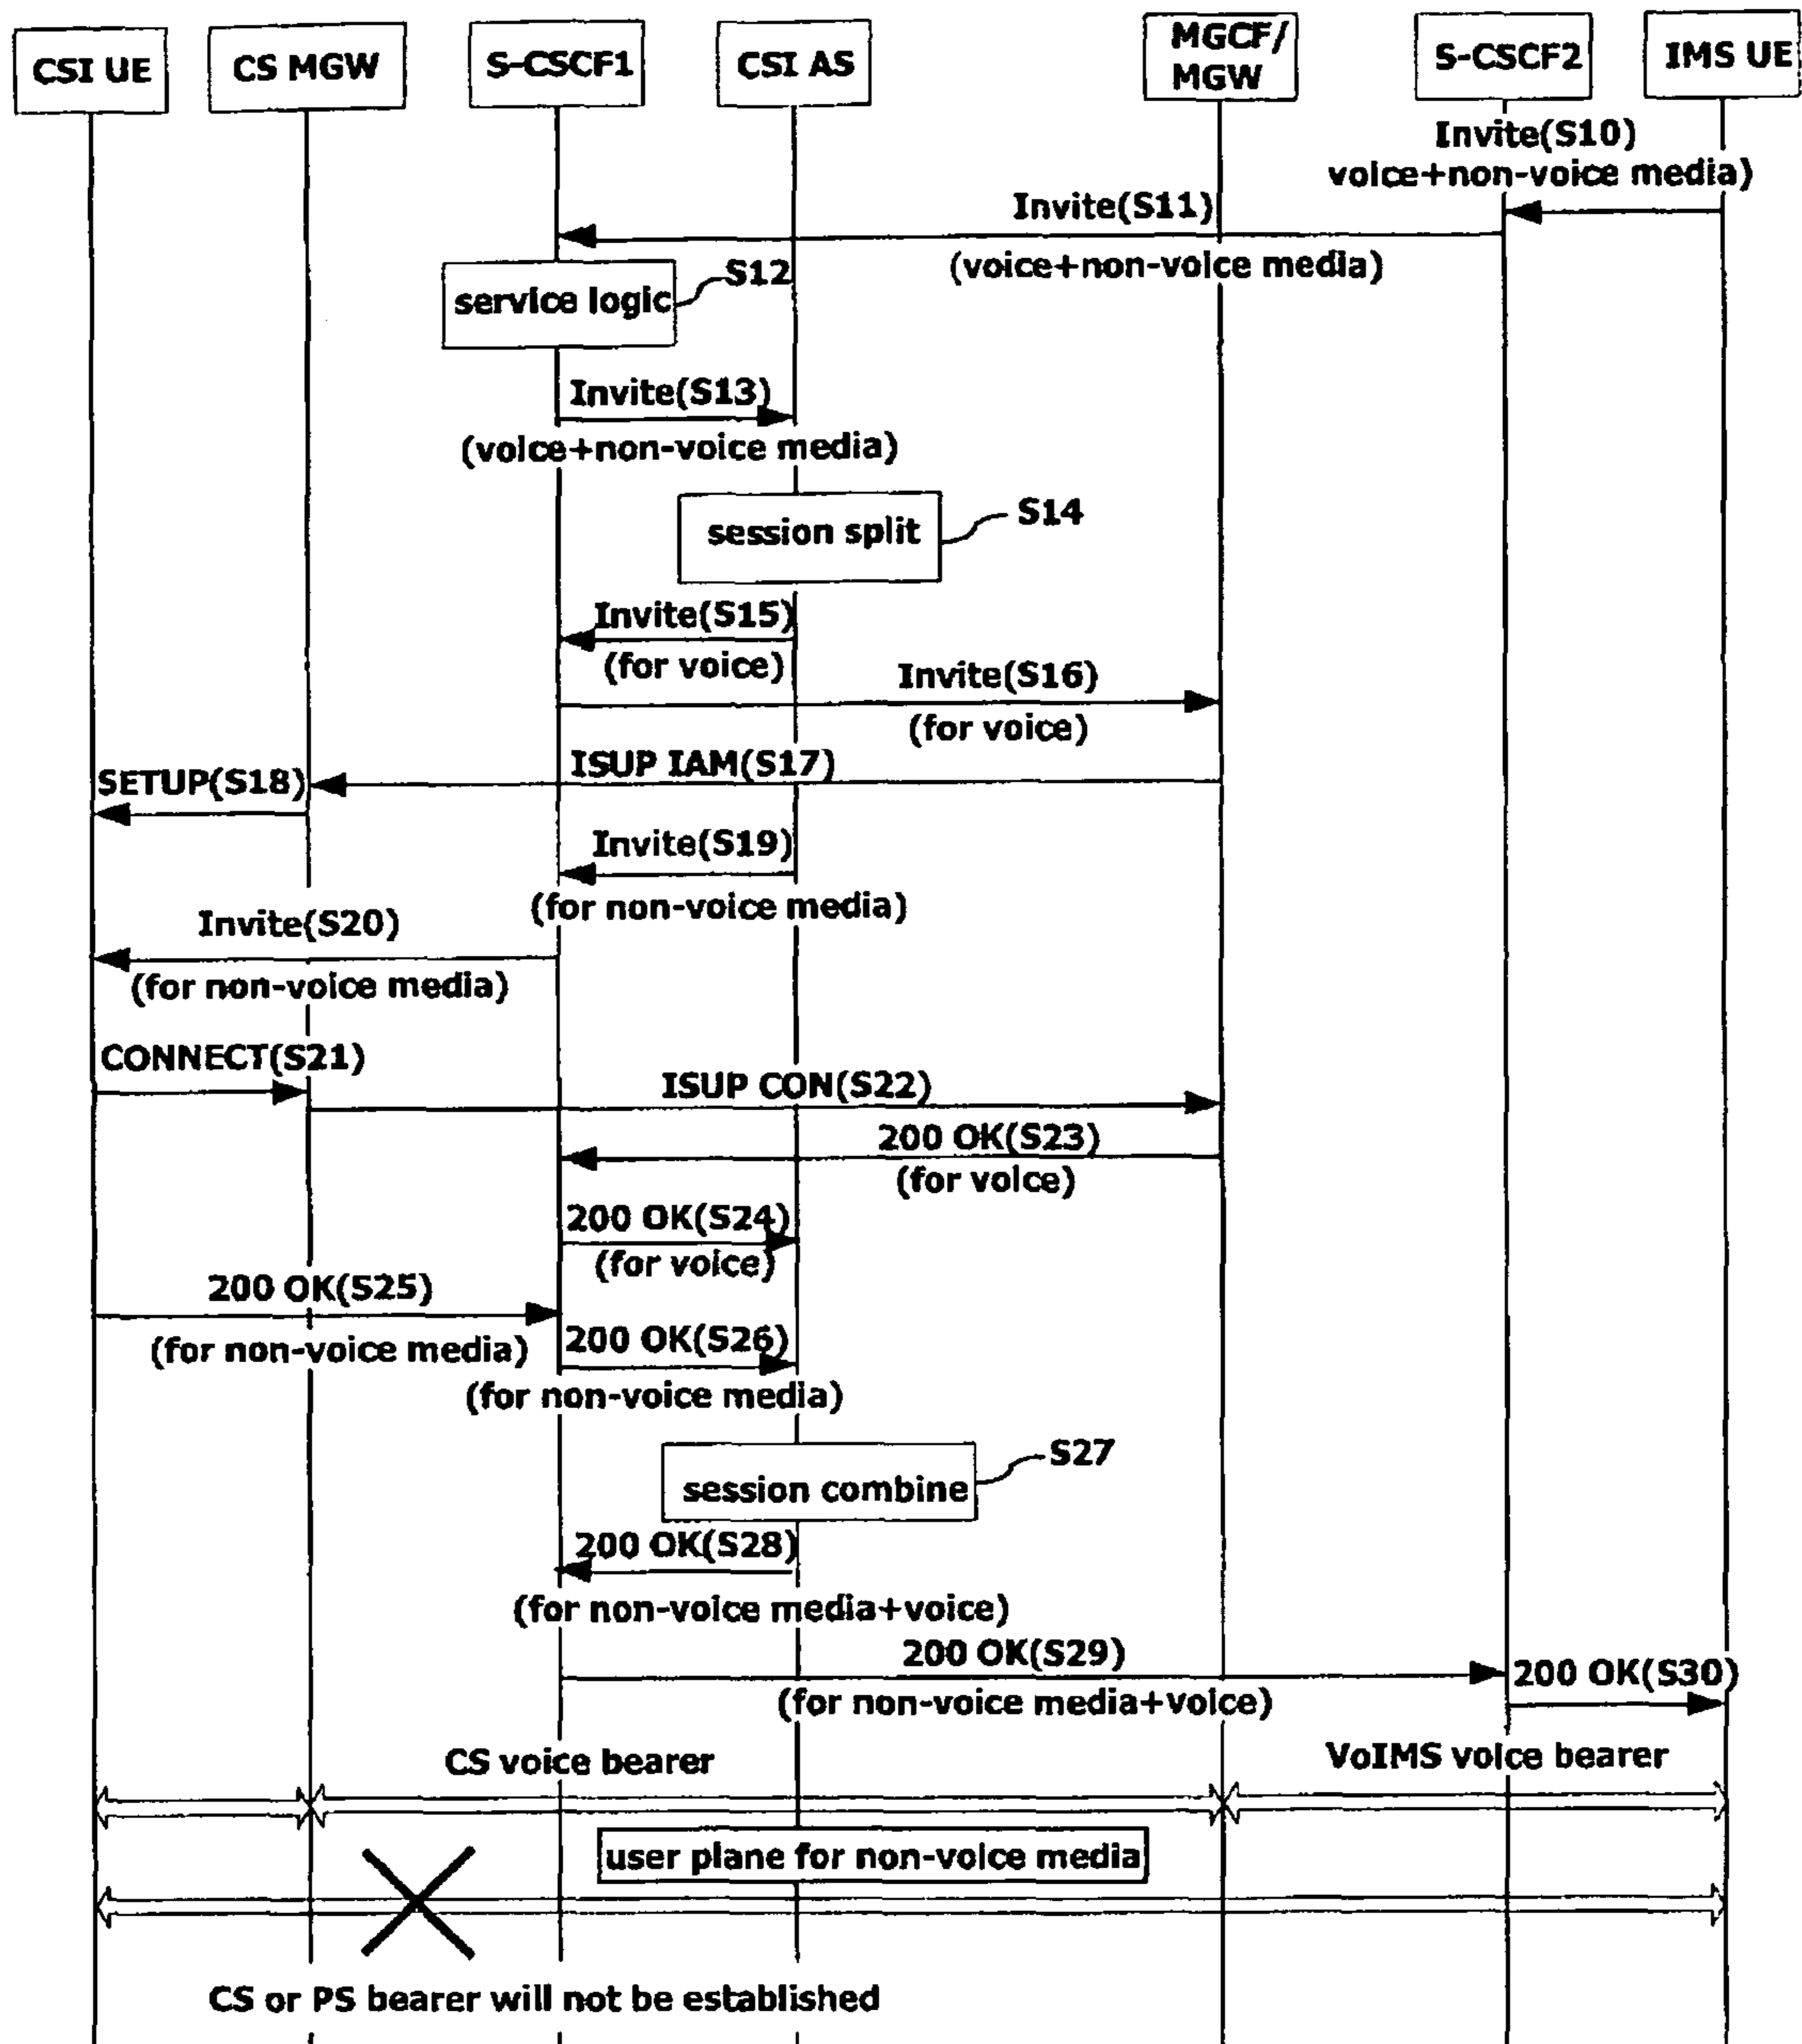 CSI UE
CS MGW
S-CSCF1
CSI AS
MGCF/
MGW
S-CSCF2
IMS UE
Invite(S10)
voice+non-voice media)
Invite(S11)
(voice+non-voice media)
service logic
S12
Invite(S13)
(voice+non-voice media)
session split
S14
Invite(S15)
(for voice)
Invite(S16)
(for voice)
ISUP IAM(S17)
SETUP(S18)
Invite(S19)
(for non-voice media)
Invite(S20)
(for non-voice media)
CONNECT(S21)
ISUP CON(S22)
200 OK(S23)
(for voice)
200 OK(S24)
(for voice)
200 OK(S25)
(for non-voice media)
200 OK(S26)
(for non-voice media)
session combine
S27
200 OK(S28)
(for non-voice media+voice)
200 OK(S29)
(for non-voice media+voice)
200 OK(S30)
CS voice bearer
VoIMS voice bearer
user plane for non-voice media
CS or PS bearer will not be established